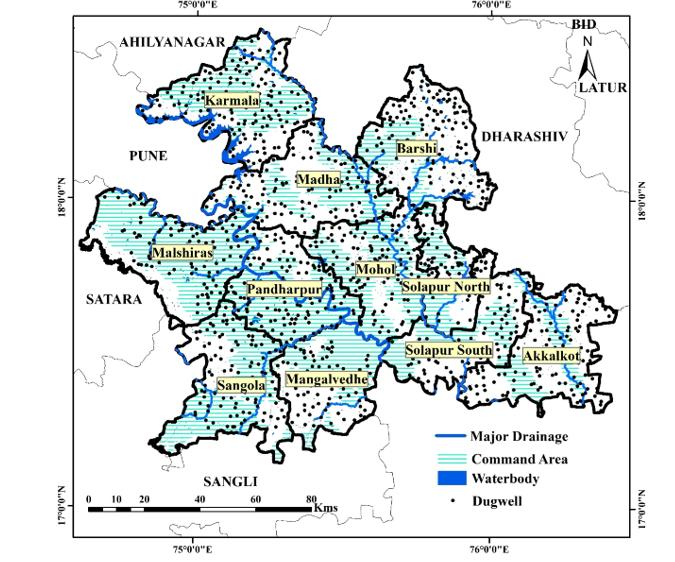 75°0'0"E
76°0'0"E
BID
AHILYANAGAR
N
LATUR
Karmala
DHARASHIV
Barshi
PUNE
Madha
18°0'0"N
18°0'0"N
Malshiras
Mohol
Pandharpur
Solapur North
SATARA
Solapur South
Akkalkot
Sangola
Mangalvedhe
Major Drainage
Command Area
SANGLI
Waterbody
Dugwell
0 10 20 40 60 80
Kms
17°0'0"N
17°0'0"N
75°0'0"E
76°0'0"E